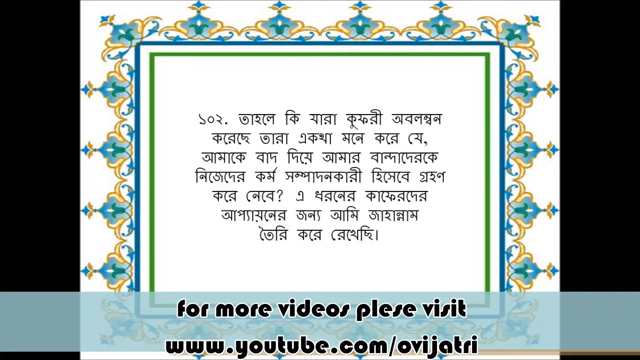 ১০২. তাহলে কি যারা কুফরী অবলম্বন
করেছে তারা একথা মনে করে যে,
আমাকে বাদ দিয়ে আমার বান্দাদেরকে
নিজেদের কর্ম সম্পাদনকারী হিসেবে গ্রহণ
করে নেবে? এ ধরনের কাফেরদের
আপ্যায়নের জন্য আমি জাহান্নাম
তৈরি করে রেখেছি।
for more videos plese visit
www.youtube.com/ovijatri